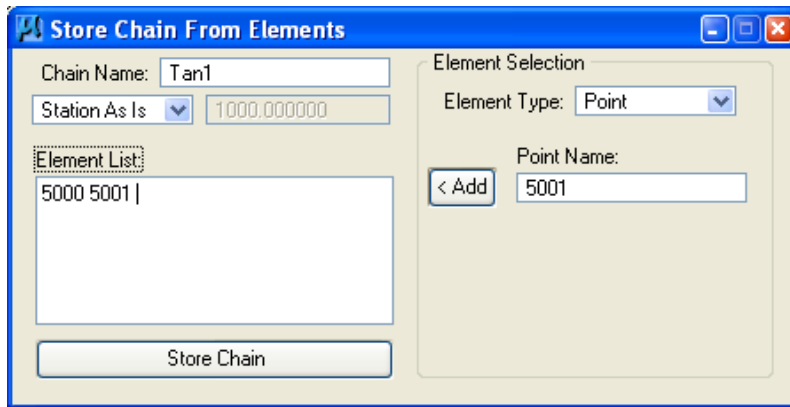 Store Chain From Elements
Chain Name: Tan1
Station As Is 1000.000000
Element List:
5000 5001
Store Chain
Element Selection
Element Type: Point
Point Name:
< Add 5001